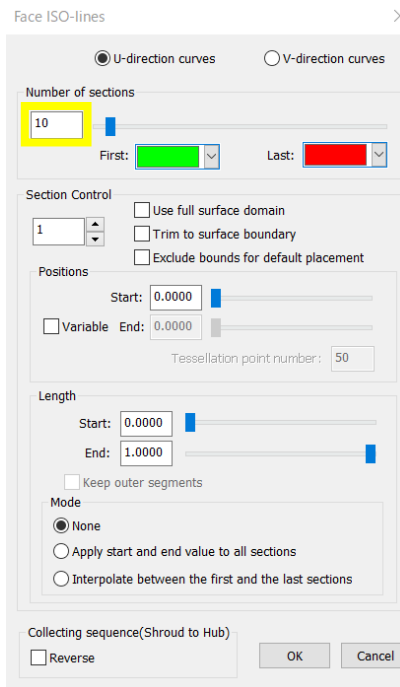 Face ISO-lines
U-direction curves V-direction curves
Number of sections
10
First: Last:
Section Control
1
Use full surface domain
Trim to surface boundary
Exclude bounds for default placement
Positions
Start: 0.0000
Variable End: 0.0000
Tessellation point number: 50
Length
Start: 0.0000
End: 1.0000
Keep outer segments
Mode
None
Apply start and end value to all sections
Interpolate between the first and the last sections
Collecting sequence(Shroud to Hub)
Reverse
OK Cancel